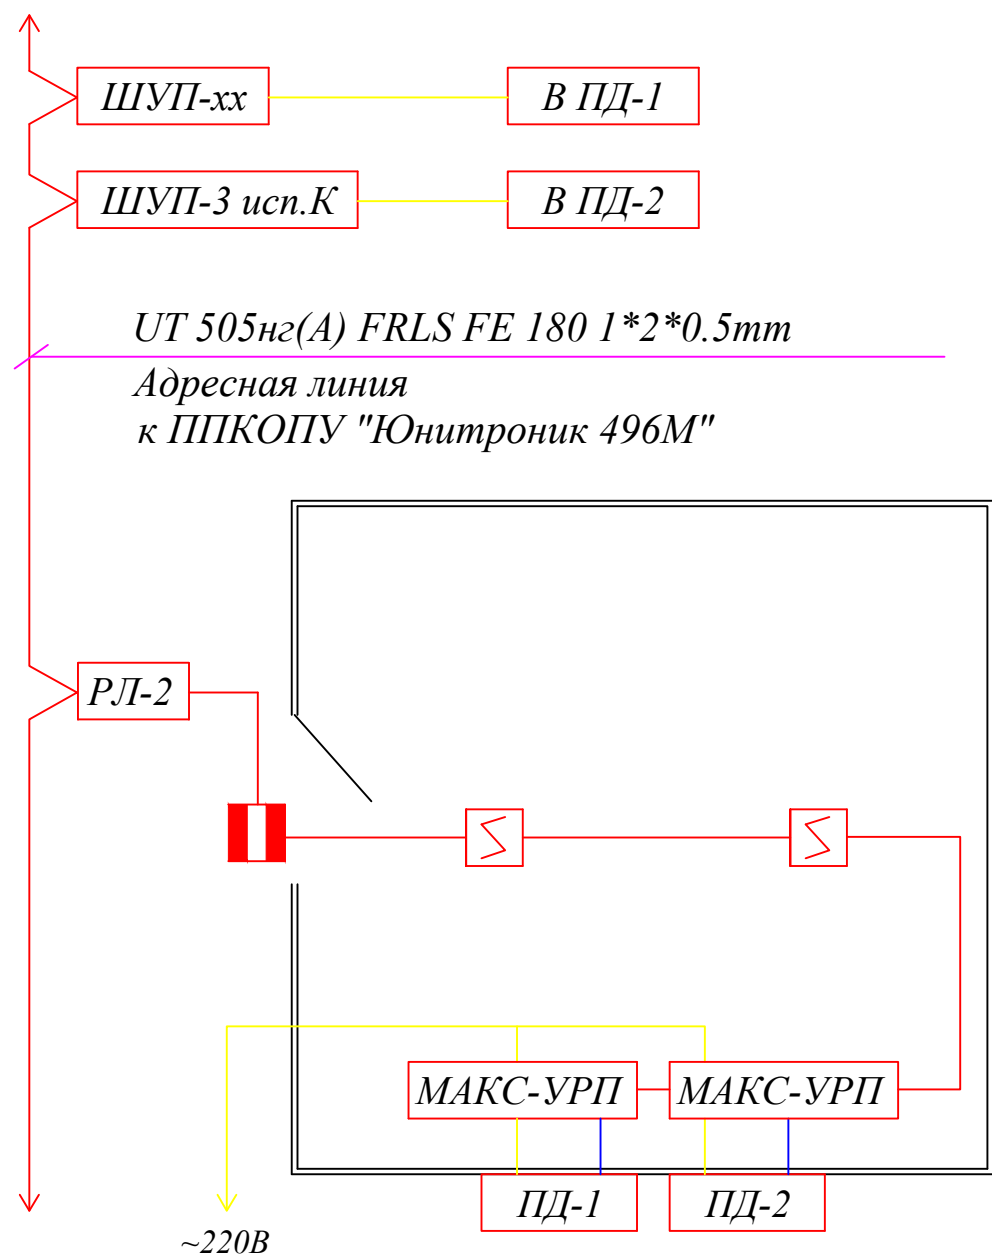 ШУП-хх
В ПД-1
ШУП-3 исп.К
В ПД-2
UT 505нг(А) FRLS FE 180 1*2*0.5mm
Адресная линия
к ППКОПУ "Юнитроник 496М"
РЛ-2
МАКС-УРП
МАКС-УРП
ПД-1
ПД-2
~220В